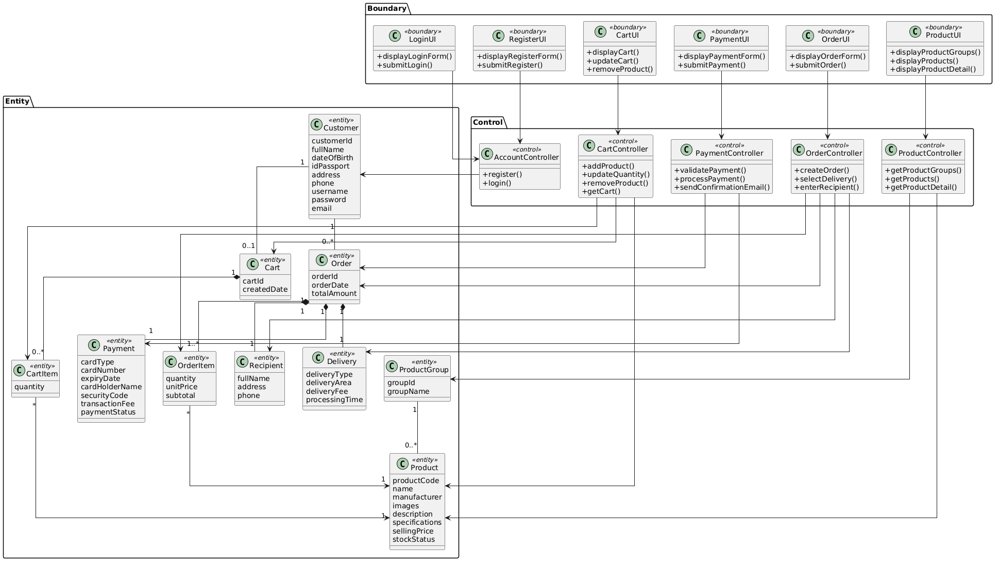 Boundary
C «boundary»
LoginUI
+displayLoginForm()
+submitLogin()
C «boundary»
RegisterUI
+displayRegisterForm()
+submitRegister()
C «boundary»
CartUI
+displayCart()
+updateCart()
+removeProduct()
C «boundary»
PaymentUI
+displayPaymentForm()
+submitPayment()
C «boundary»
OrderUI
+displayOrderForm()
+submitOrder()
C «boundary»
ProductUI
+displayProductGroups()
+displayProducts()
+displayProductDetail()
Control
C «control»
AccountController
+register()
+login()
C «control»
CartController
+addProduct()
+updateQuantity()
+removeProduct()
+getCart()
C «control»
PaymentController
+validatePayment()
+processPayment()
+sendConfirmationEmail()
C «control»
OrderController
+createOrder()
+selectDelivery()
+enterRecipient()
C «control»
ProductController
+getProductGroups()
+getProducts()
+getProductDetail()
Entity
C «entity»
Customer
customerId
fullName
dateOfBirth
idPassport
address
phone
username
password
email
1
1
0..*
0..1
C «entity»
Cart
cartId
createdDate
1
C «entity»
Order
orderId
orderDate
totalAmount
1
1
1
1
1
1..*
1
1
0..*
C «entity»
CartItem
quantity
*
C «entity»
Payment
cardType
cardNumber
expiryDate
cardHolderName
securityCode
transactionFee
paymentStatus
C «entity»
OrderItem
quantity
unitPrice
subtotal
*
C «entity»
Recipient
fullName
address
phone
C «entity»
Delivery
deliveryType
deliveryArea
deliveryFee
processingTime
C «entity»
ProductGroup
groupId
groupName
1
0..*
1
1
C «entity»
Product
productCode
name
manufacturer
images
description
specifications
sellingPrice
stockStatus